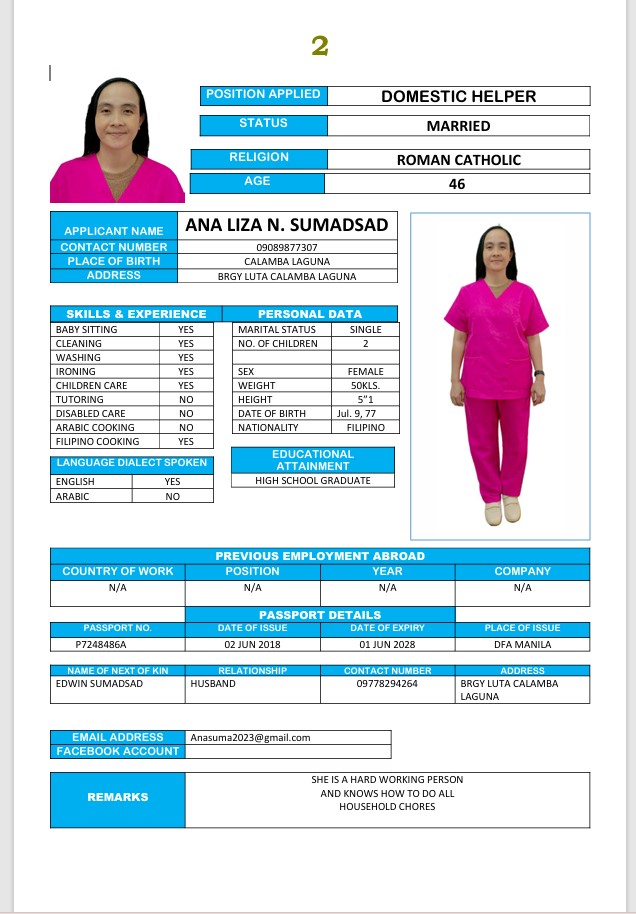 2
POSITION APPLIED DOMESTIC HELPER
STATUS MARRIED
RELIGION ROMAN CATHOLIC
AGE 46
APPLICANT NAME ANA LIZA N. SUMADSAD
CONTACT NUMBER 09089877307
PLACE OF BIRTH CALAMBA LAGUNA
ADDRESS BRGY LUTA CALAMBA LAGUNA
SKILLS & EXPERIENCE
BABY SITTING YES
CLEANING YES
WASHING YES
IRONING YES
CHILDREN CARE YES
TUTORING NO
DISABLED CARE NO
ARABIC COOKING NO
FILIPINO COOKING YES
LANGUAGE DIALECT SPOKEN
ENGLISH YES
ARABIC NO
PERSONAL DATA
MARITAL STATUS SINGLE
NO. OF CHILDREN 2
SEX FEMALE
WEIGHT 50KLS.
HEIGHT 5"1
DATE OF BIRTH Jul. 9, 77
NATIONALITY FILIPINO
EDUCATIONAL
ATTAINMENT
HIGH SCHOOL GRADUATE
PREVIOUS EMPLOYMENT ABROAD
COUNTRY OF WORK POSITION YEAR COMPANY
N/A N/A N/A N/A
PASSPORT DETAILS
PASSPORT NO. DATE OF ISSUE DATE OF EXPIRY PLACE OF ISSUE
P7248486A 02 JUN 2018 01 JUN 2028 DFA MANILA
NAME OF NEXT OF KIN RELATIONSHIP CONTACT NUMBER ADDRESS
EDWIN SUMADSAD HUSBAND 09778294264 BRGY LUTA CALAMBA
LAGUNA
EMAIL ADDRESS Anasuma2023@gmail.com
FACEBOOK ACCOUNT
REMARKS
SHE IS A HARD WORKING PERSON
AND KNOWS HOW TO DO ALL
HOUSEHOLD CHORES